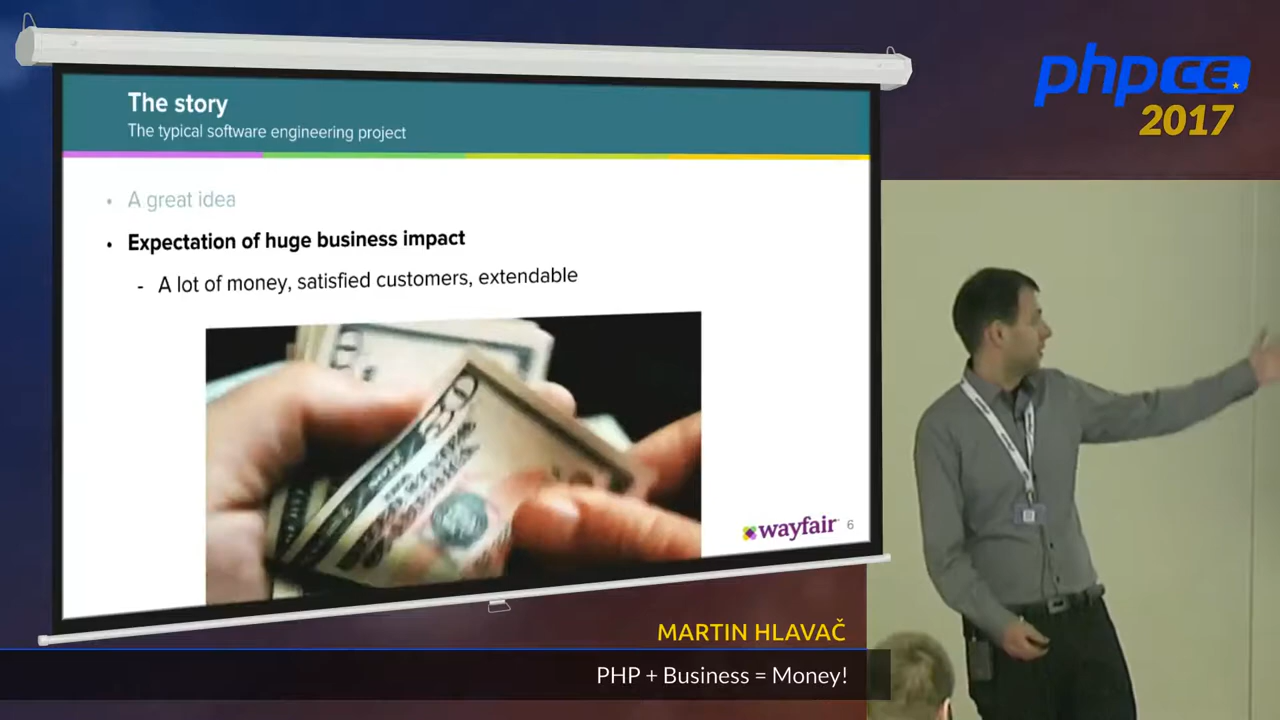 The story
The typical software engineering project
• A great idea
• Expectation of huge business impact
- A lot of money, satisfied customers, extendable
50
wayfair
6
phpCE
2017
MARTIN HLAVAČ
PHP + Business = Money!